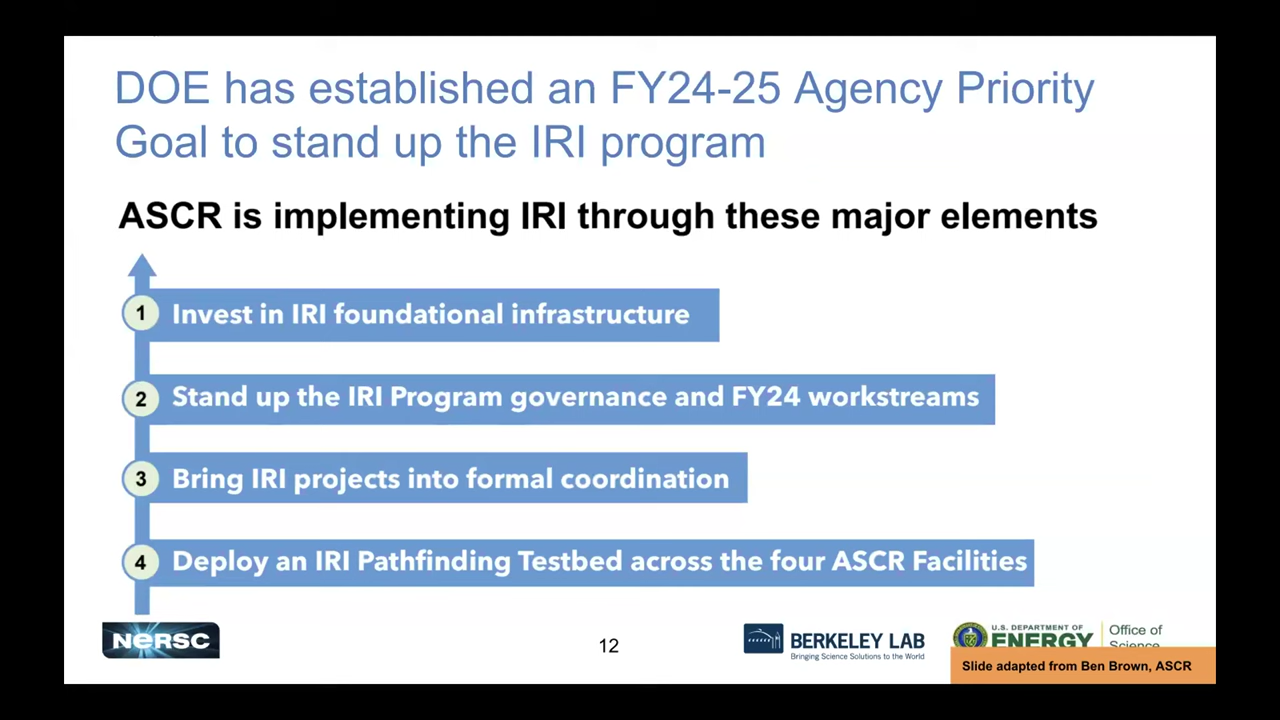 DOE has established an FY24-25 Agency Priority
Goal to stand up the IRI program
ASCR is implementing IRI through these major elements
1 Invest in IRI foundational infrastructure
2 Stand up the IRI Program governance and FY24 workstreams
3 Bring IRI projects into formal coordination
4 Deploy an IRI Pathfinding Testbed across the four ASCR Facilities
NERSC
12
BERKELEY LAB
Bringing Science Solutions to the World
U.S. DEPARTMENT OF
ENERGY
Office of
Science
Slide adapted from Ben Brown, ASCR